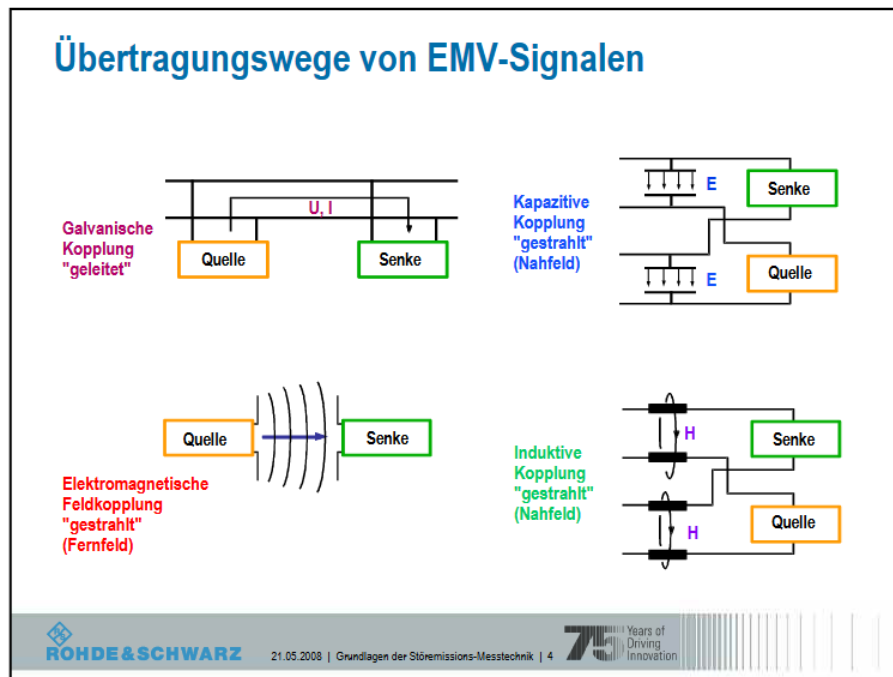 Übertragungswege von EMV-Signalen
Galvanische
Kopplung
"geleitet"
U, I
Quelle
Senke
Kapazitive
Kopplung
"gestrahlt"
(Nahfeld)
E
E
Senke
Quelle
Quelle
Senke
Elektromagnetische
Feldkopplung
"gestrahlt"
(Fernfeld)
Induktive
Kopplung
"gestrahlt"
(Nahfeld)
H
H
Senke
Quelle
ROHDE&SCHWARZ
21.05.2008 | Grundlagen der Störemissions-Messtechnik | 4
75 Years of
Driving
Innovation